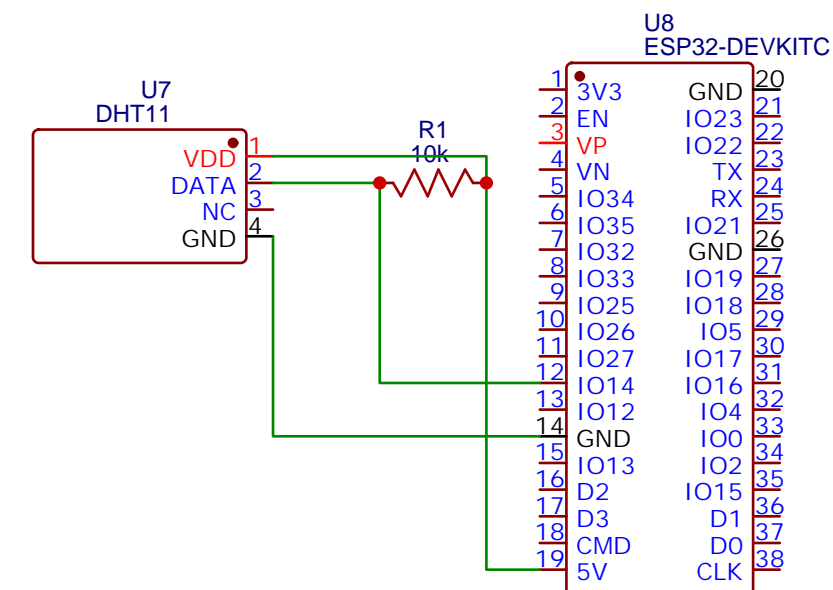 U7
DHT11
VDD 1
DATA 2
NC 3
GND 4
R1
10k
U8
ESP32-DEVKITC
1 3V3
2 EN
3 VP
4 VN
5 IO34
6 IO35
7 IO32
8 IO33
9 IO25
10 IO26
11 IO27
12 IO14
13 IO12
14 GND
15 IO13
16 D2
17 D3
18 CMD
19 5V
GND 20
IO23 21
IO22 22
TX 23
RX 24
IO21 25
GND 26
IO19 27
IO18 28
IO5 29
IO17 30
IO16 31
IO4 32
IO0 33
IO2 34
IO15 35
D1 36
D0 37
CLK 38